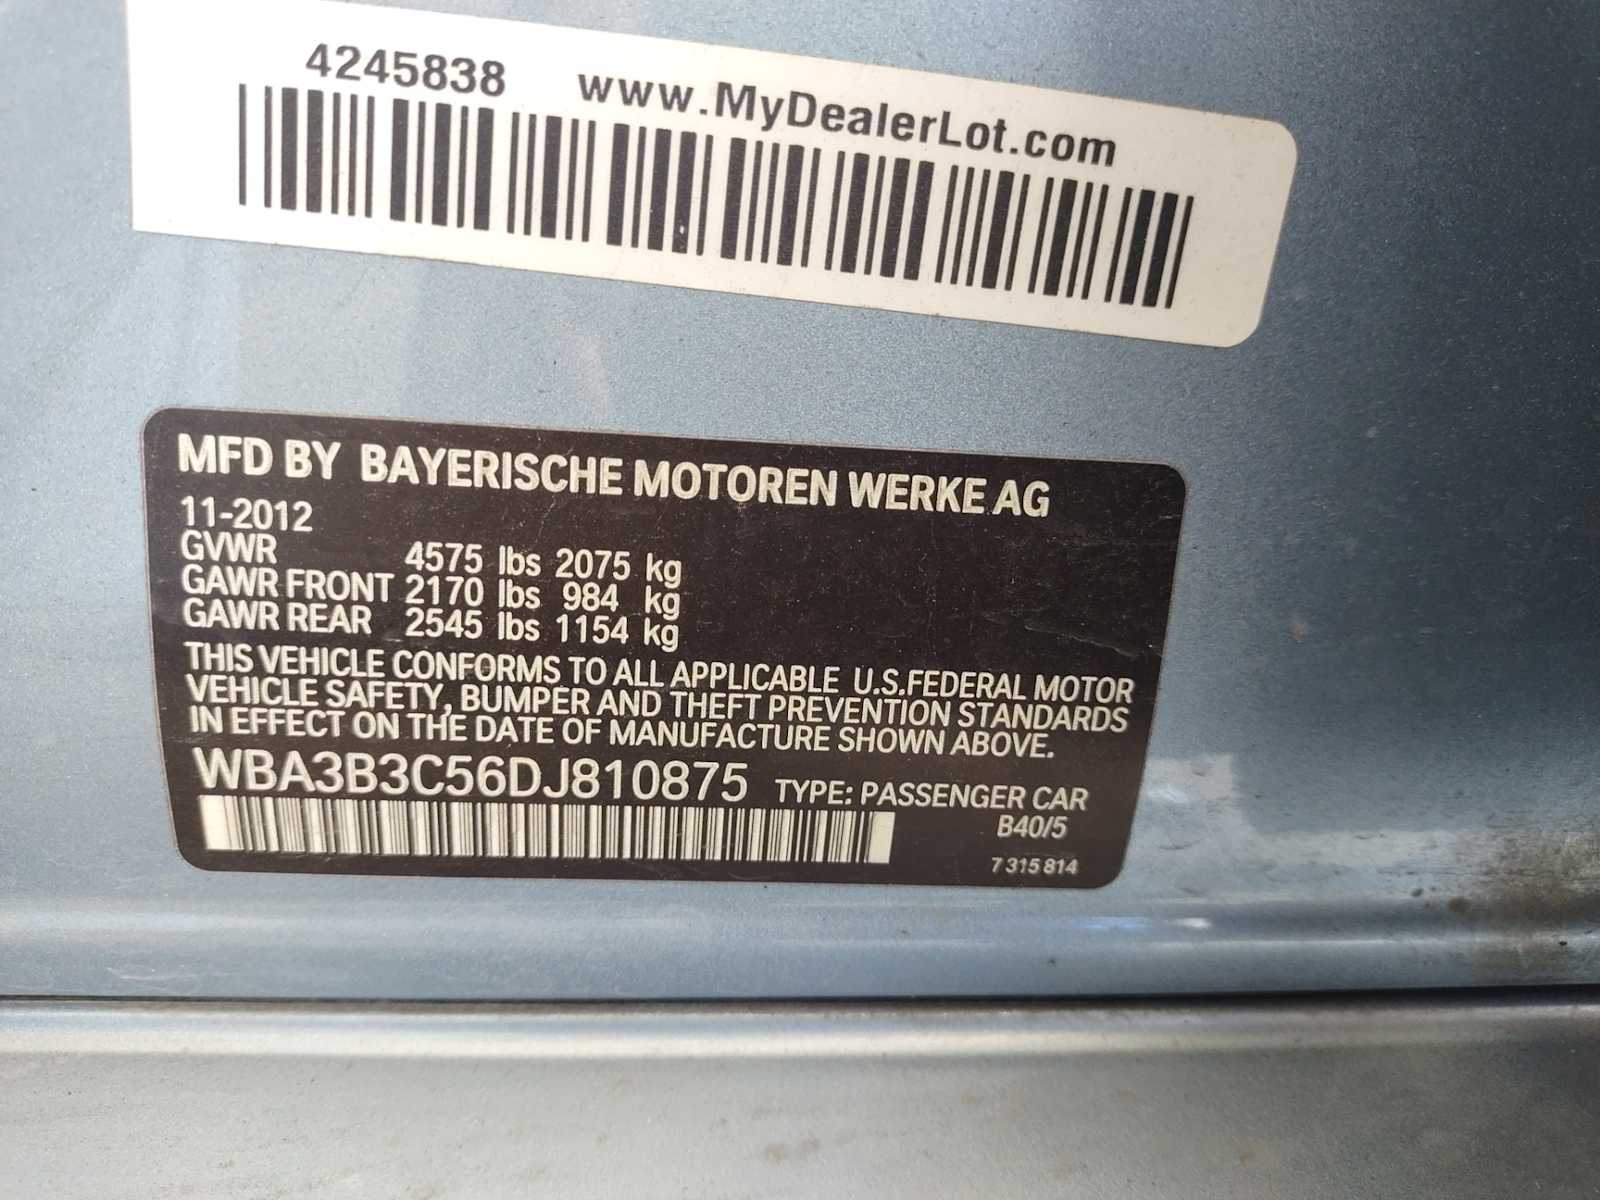 4245838 www.MyDealerLot.com
MFD BY BAYERISCHE MOTOREN WERKE AG
11-2012
GVWR 4575 lbs 2075 kg
GAWR FRONT 2170 lbs 984 kg
GAWR REAR 2545 lbs 1154 kg
THIS VEHICLE CONFORMS TO ALL APPLICABLE U.S.FEDERAL MOTOR
VEHICLE SAFETY, BUMPER AND THEFT PREVENTION STANDARDS
IN EFFECT ON THE DATE OF MANUFACTURE SHOWN ABOVE.
WBA3B3C56DJ810875 TYPE: PASSENGER CAR
B40/5
7 315 814